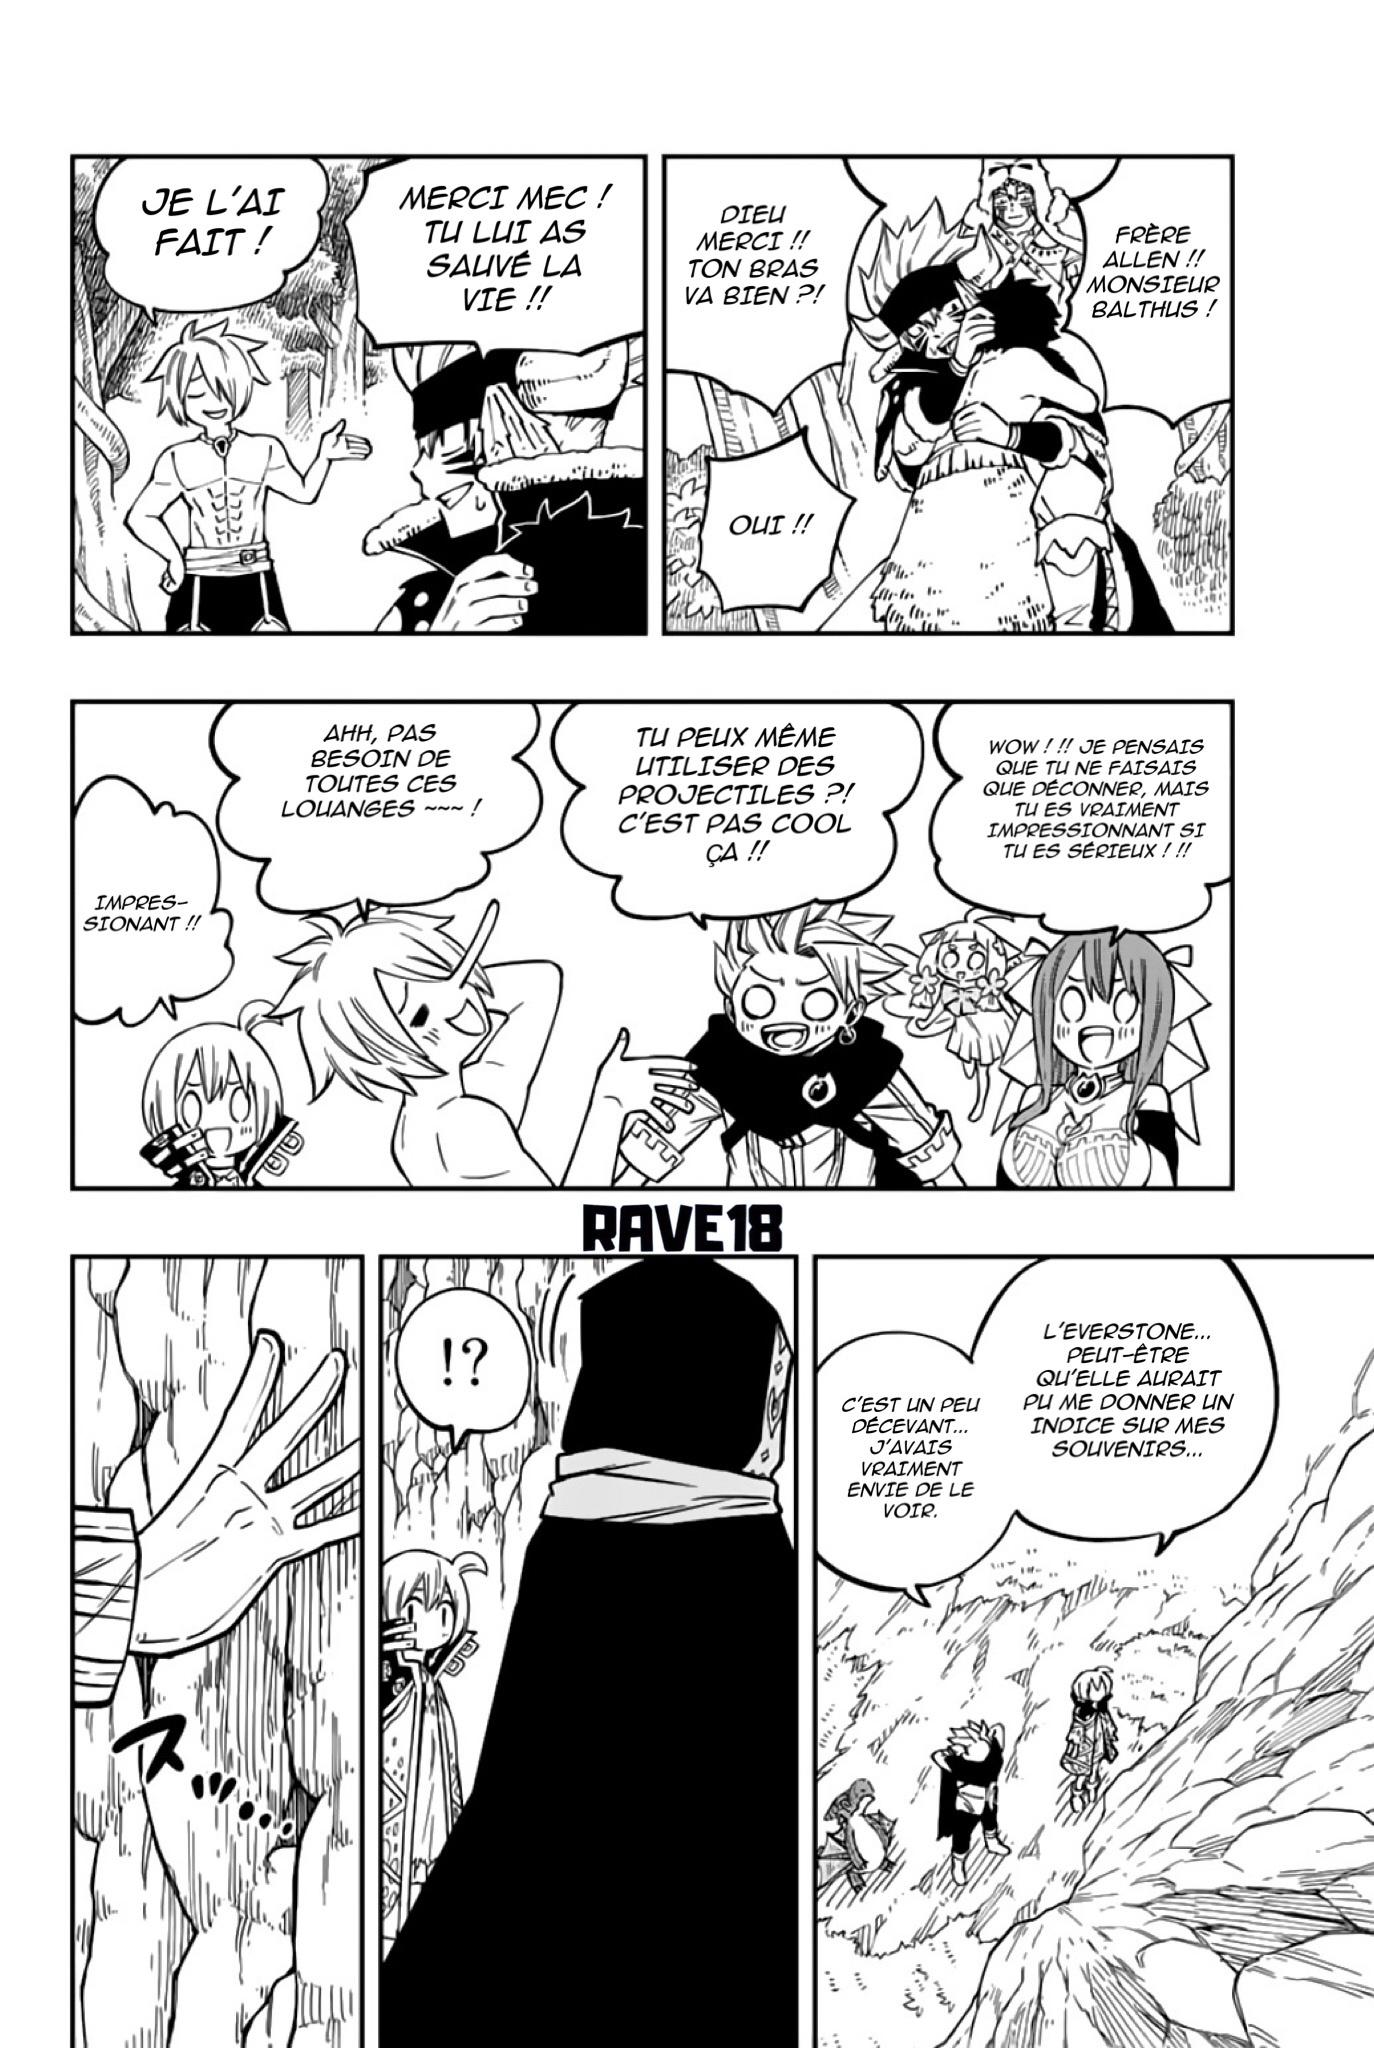 FRÈRE
ALLEN !!
MONSIEUR
BALTHUS !
DIEU
MERCI !!
TON BRAS
VA BIEN ?!
OUI !!
MERCI MEC !
TU LUI AS
SAUVÉ LA
VIE !!
JE L'AI
FAIT !
WOW ! !! JE PENSAIS
QUE TU NE FAISAIS
QUE DÉCONNER, MAIS
TU ES VRAIMENT
IMPRESSIONNANT SI
TU ES SÉRIEUX ! !!
TU PEUX MÊME
UTILISER DES
PROJECTILES ?!
C'EST PAS COOL
ÇA !!
AHH, PAS
BESOIN DE
TOUTES CES
LOUANGES ~~~ !
IMPRES-
SIONANT !!
RAVE18
L'EVERSTONE...
PEUT-ÊTRE
QU'ELLE AURAIT
PU ME DONNER UN
INDICE SUR MES
SOUVENIRS...
C'EST UN PEU
DÉCEVANT...
J'AVAIS
VRAIMENT
ENVIE DE LE
VOIR.
!?
ス